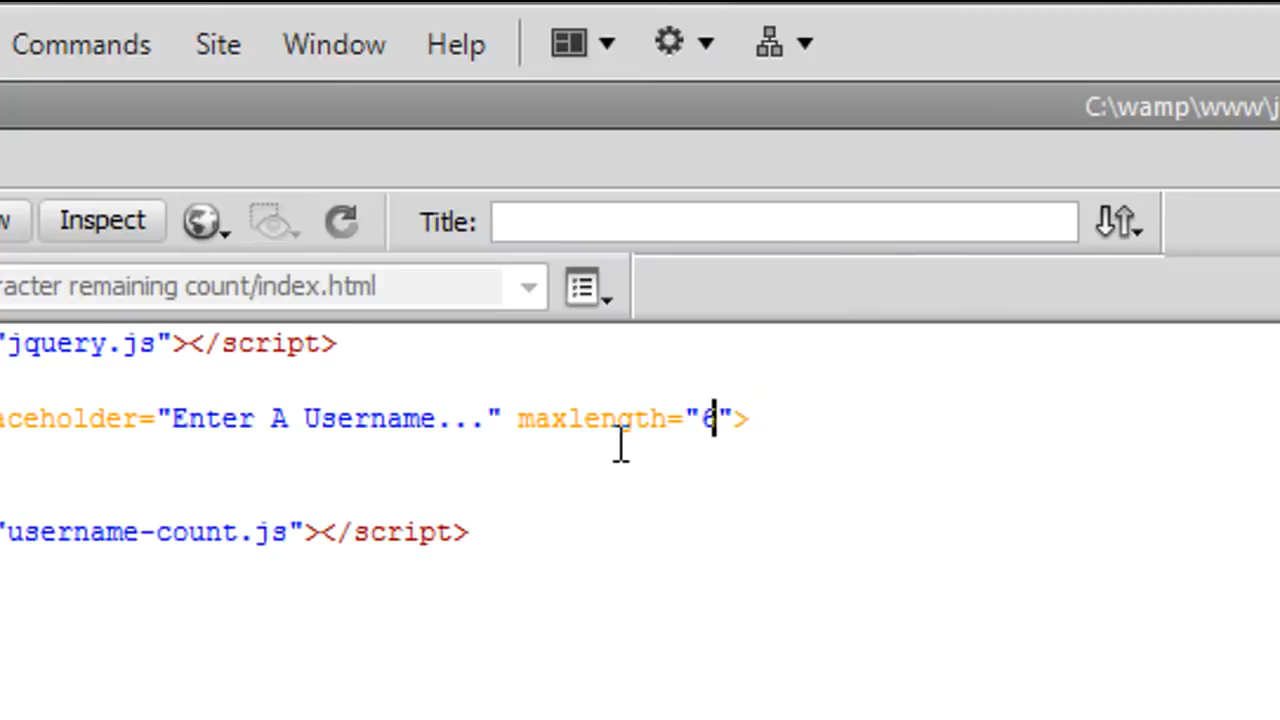 Commands Site Window Help
C:\wamp\www\j
w Inspect Title:
racter remaining count/index.html
"jquery.js"></script>
aceholder="Enter A Username..." maxlength="6">
"username-count.js"></script>